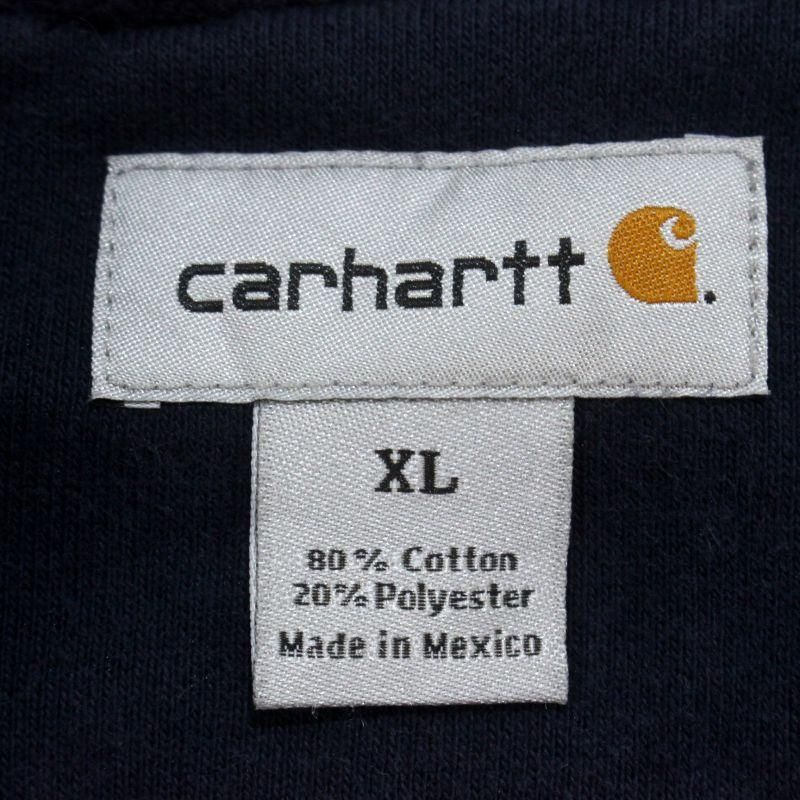 carhartt
XL
80% Cotton
20% Polyester
Made in Mexico